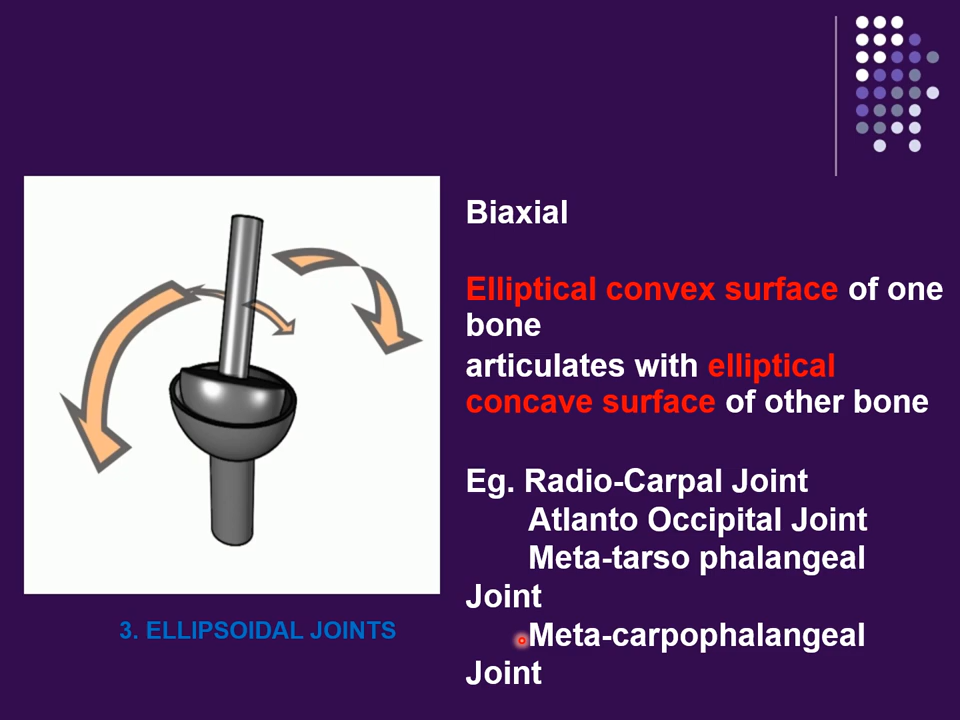 Biaxial
Elliptical convex surface of one
bone
articulates with elliptical
concave surface of other bone
Eg. Radio-Carpal Joint
Atlanto Occipital Joint
Meta-tarso phalangeal
Joint
Meta-carpophalangeal
Joint
3. ELLIPSOIDAL JOINTS